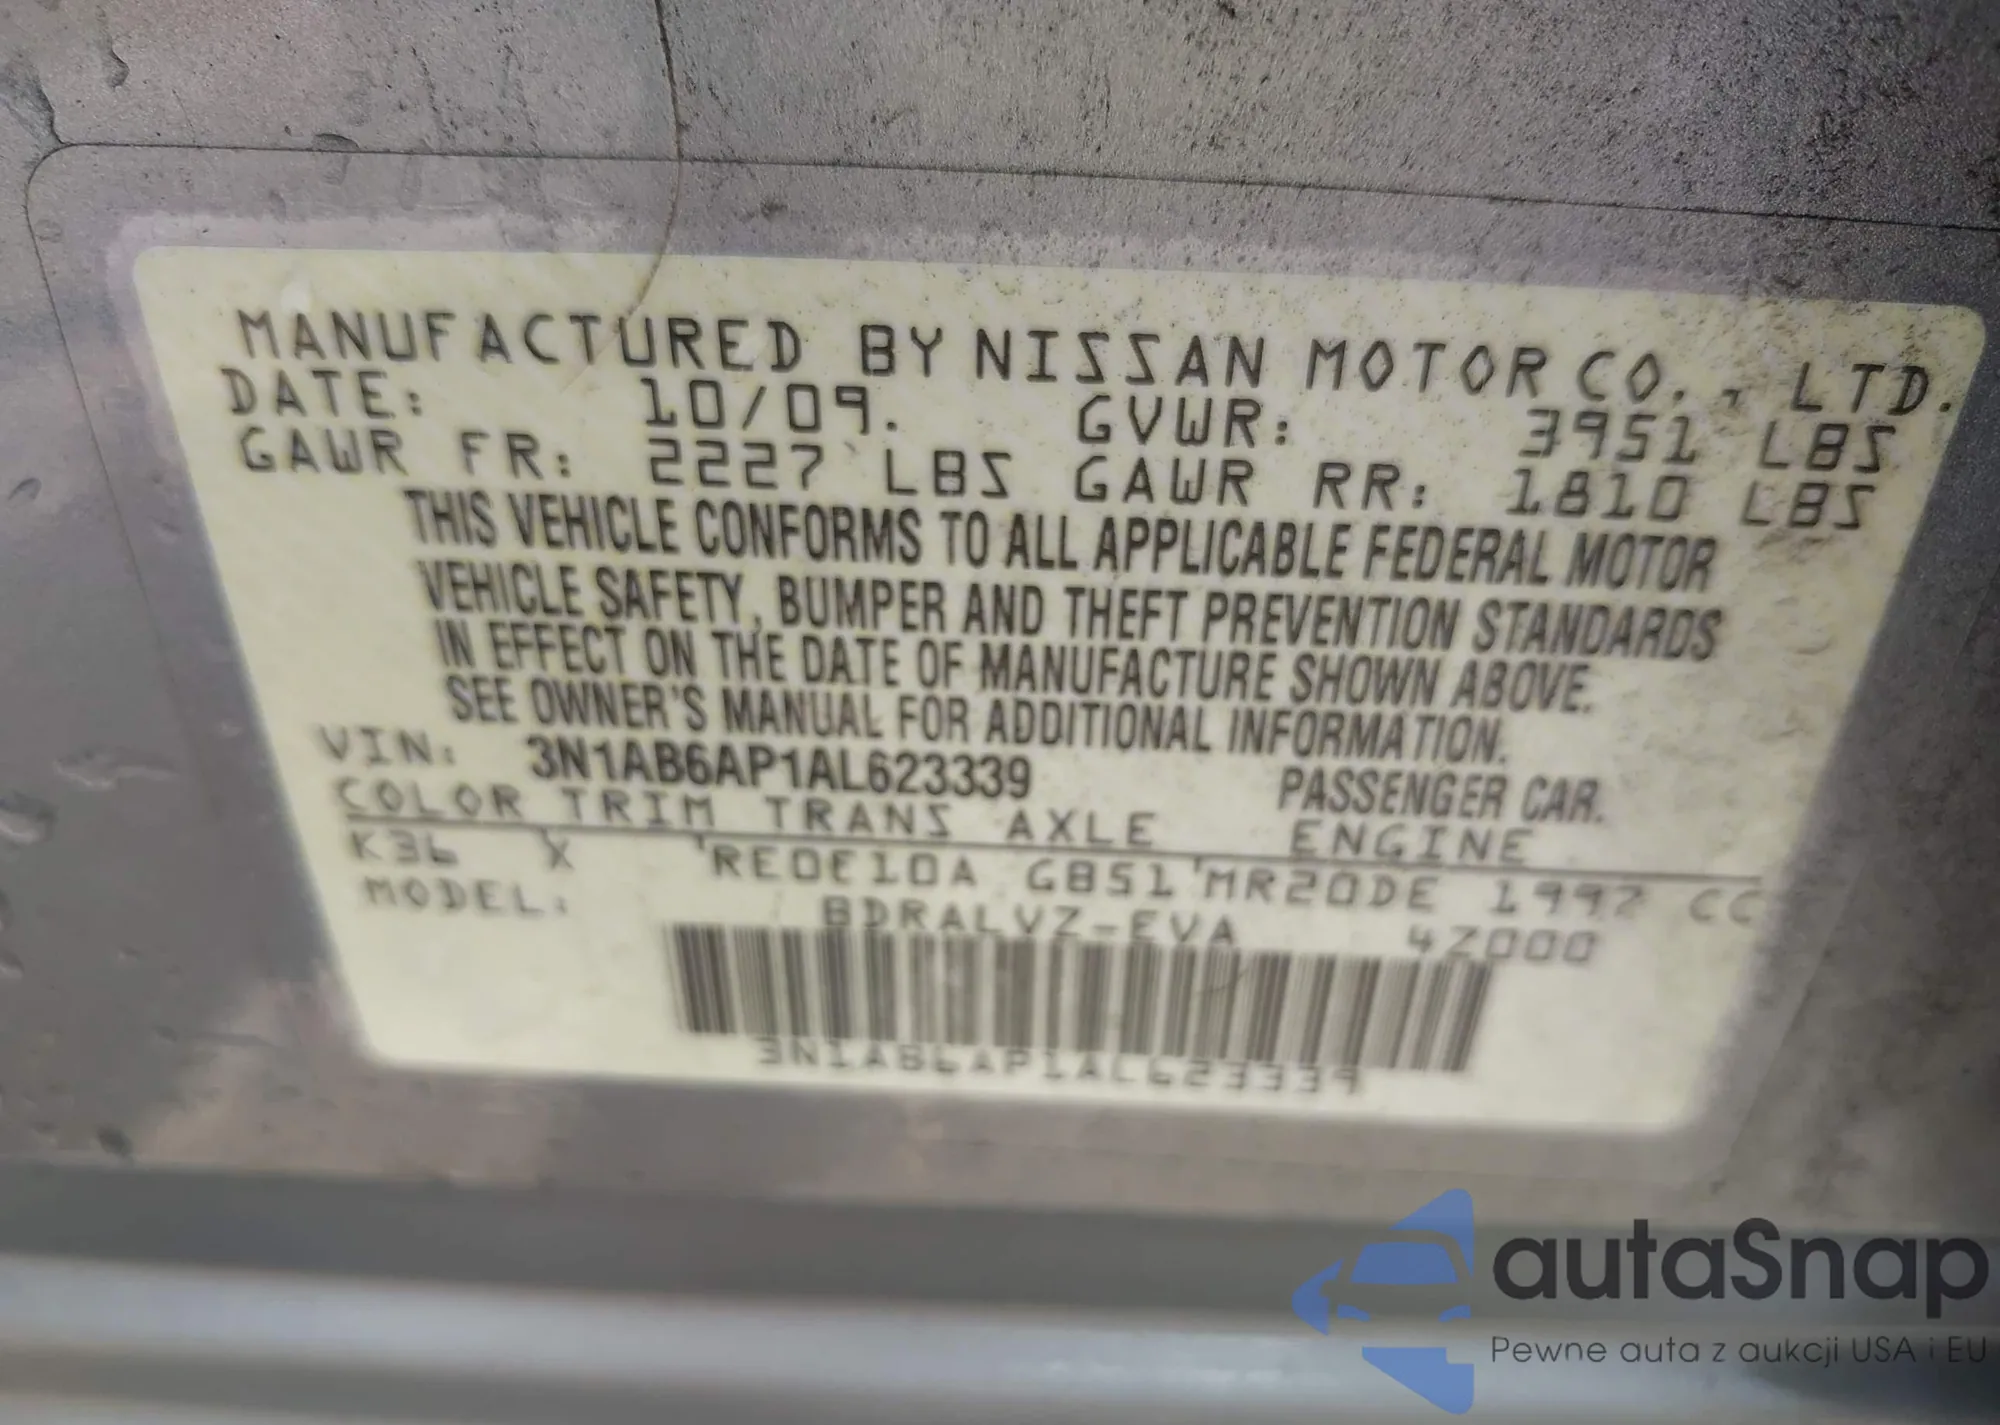 MANUFACTURED BY NISSAN MOTOR CO., LTD.
DATE: 10/09. GVWR: 3951 LBS
GAWR FR: 2227 LBS GAWR RR: 1810 LBS
THIS VEHICLE CONFORMS TO ALL APPLICABLE FEDERAL MOTOR
VEHICLE SAFETY, BUMPER AND THEFT PREVENTION STANDARDS
IN EFFECT ON THE DATE OF MANUFACTURE SHOWN ABOVE.
SEE OWNER'S MANUAL FOR ADDITIONAL INFORMATION.
VIN: 3N1AB6AP1AL623339 PASSENGER CAR.
COLOR TRIM TRANS AXLE ENGINE
K36 X RE0F10A GB51 MR20DE 1997 CC
MODEL: BDRALVZ-EVA 4Z000
3N1AB6AP1AL623339
autaSnap
Pewne auta z aukcji USA i EU